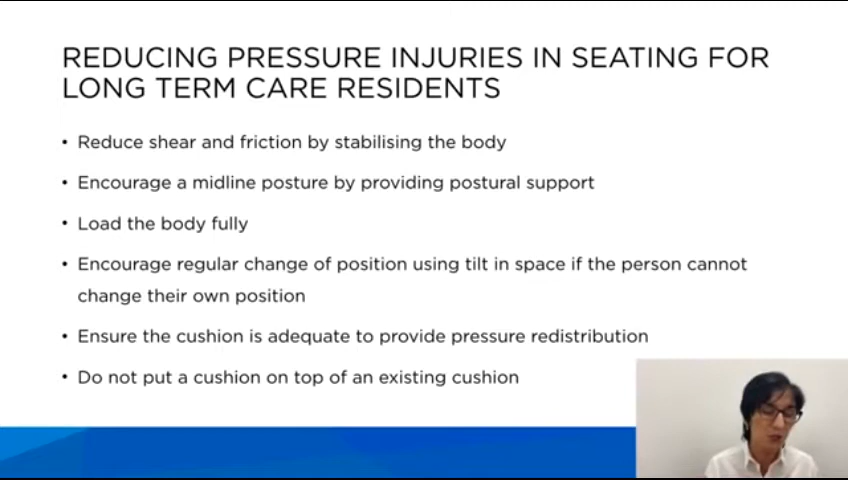 REDUCING PRESSURE INJURIES IN SEATING FOR
LONG TERM CARE RESIDENTS
• Reduce shear and friction by stabilising the body
• Encourage a midline posture by providing postural support
• Load the body fully
• Encourage regular change of position using tilt in space if the person cannot
change their own position
• Ensure the cushion is adequate to provide pressure redistribution
• Do not put a cushion on top of an existing cushion